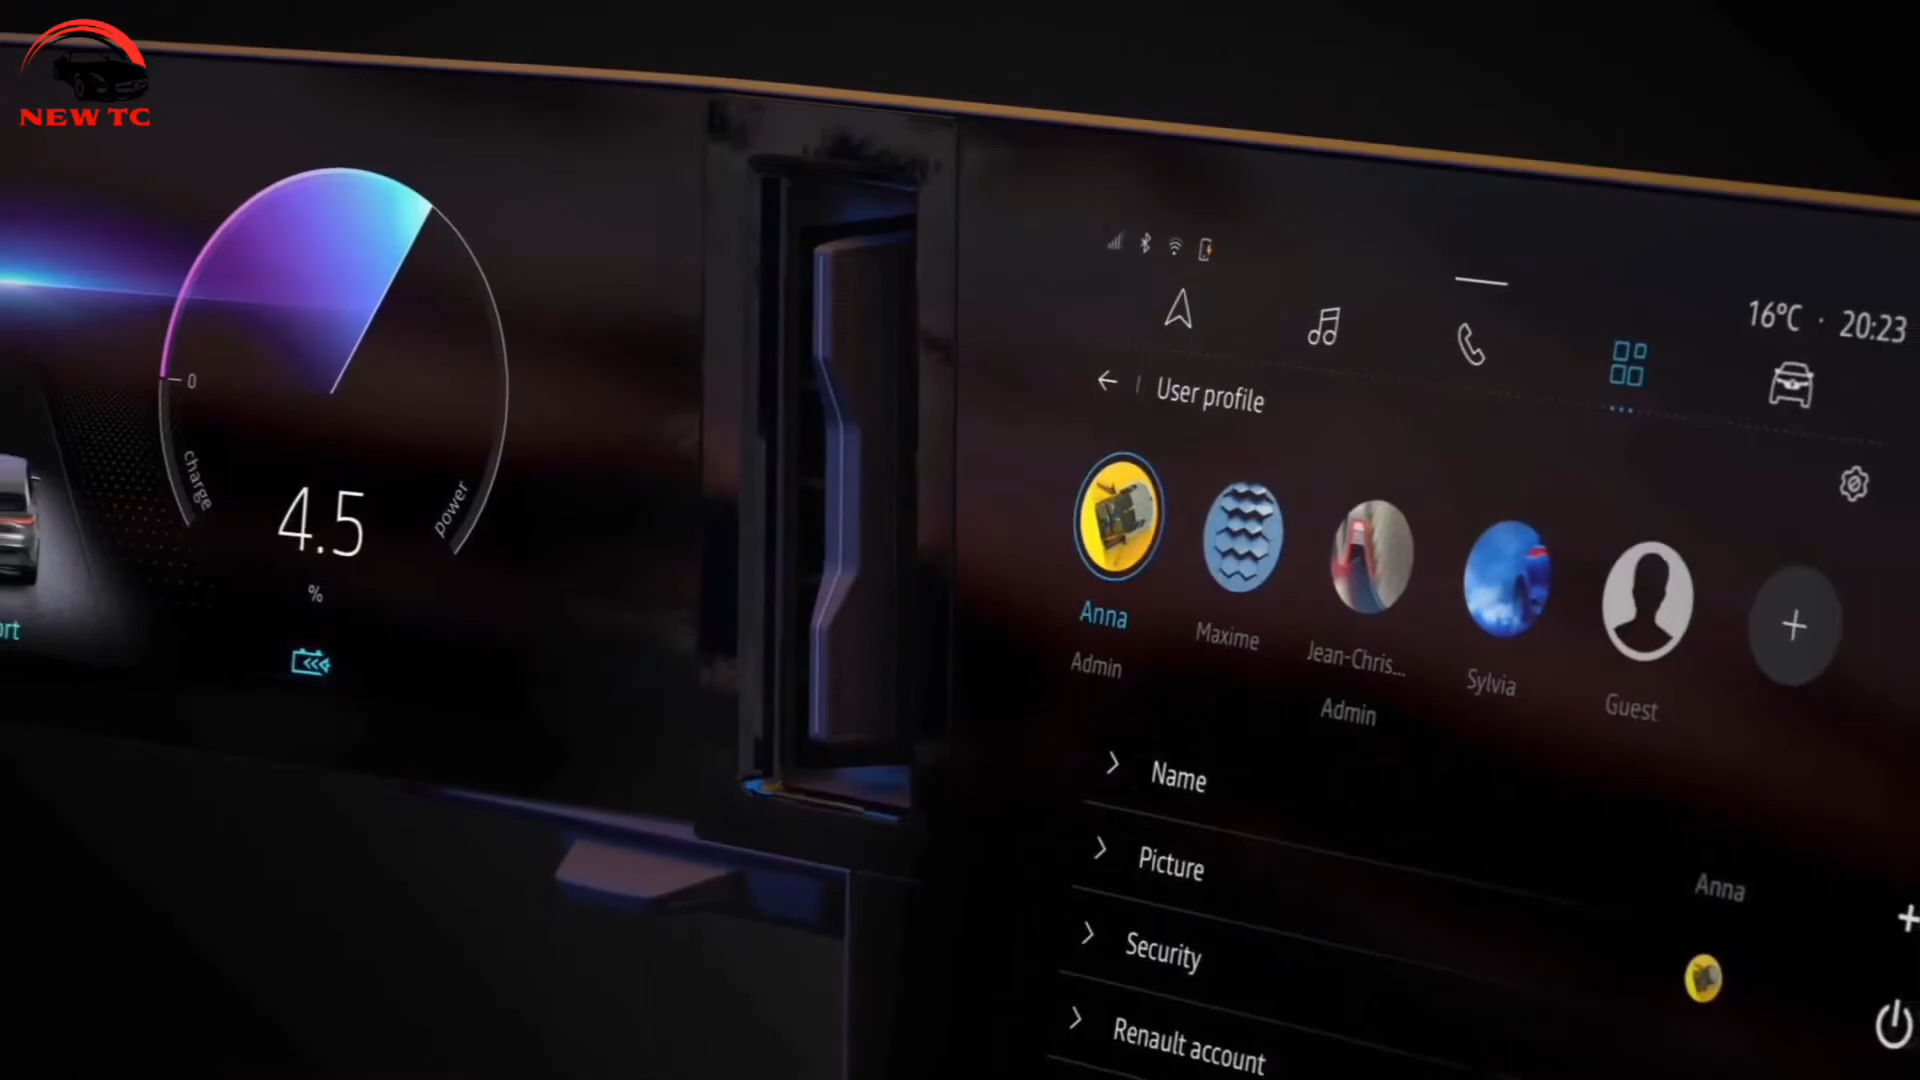 NEW TC
0
charge
power
4.5
%
16°C · 20:23
User profile
Anna
Admin
Maxime
Jean-Chris...
Admin
Sylvia
Guest
+
Name
Anna
Picture
Security
Renault account
+